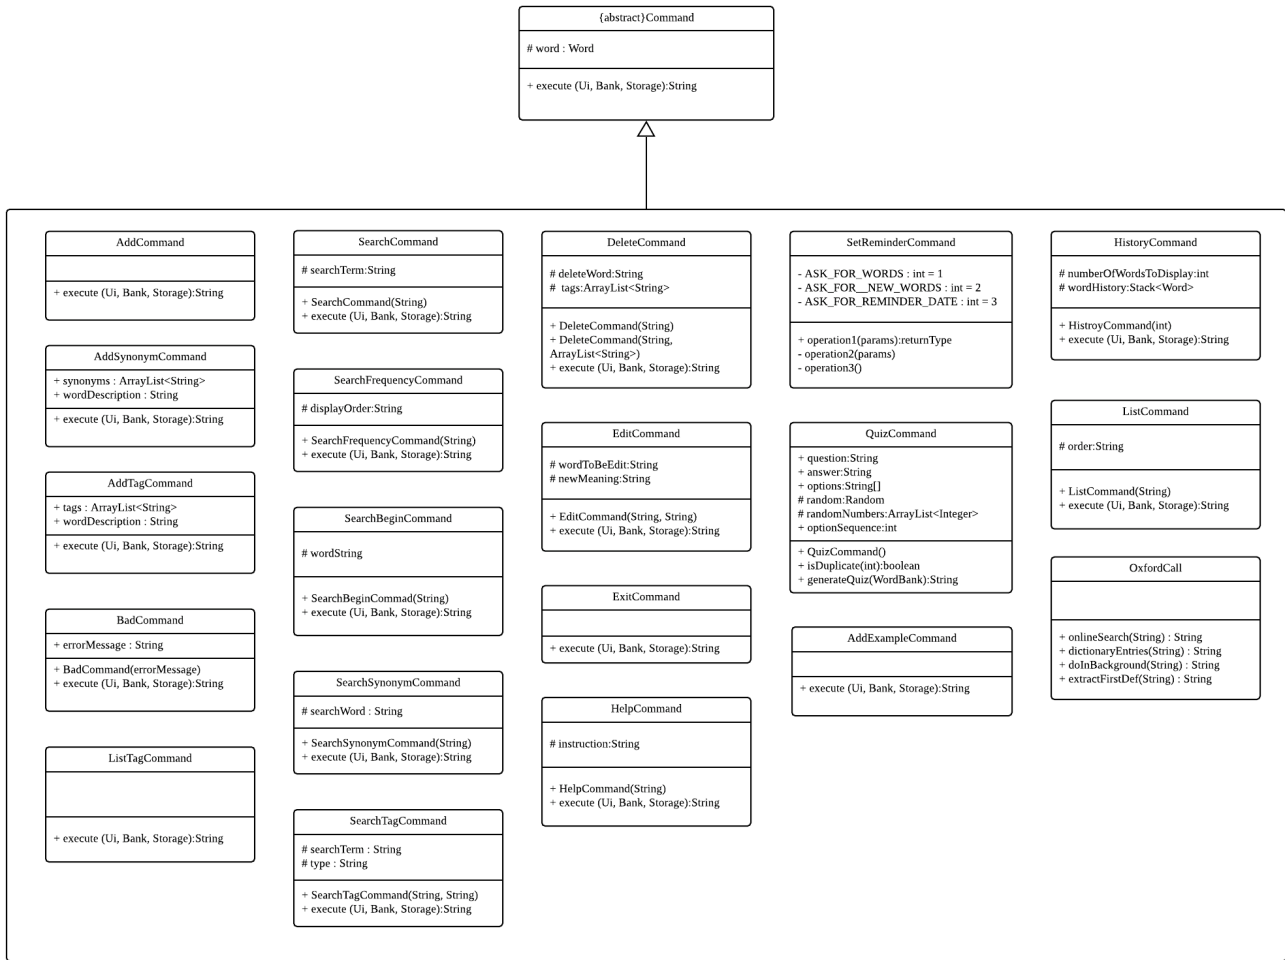 {abstract}Command
# word : Word
+ execute (Ui, Bank, Storage):String
AddCommand
+ execute (Ui, Bank, Storage):String
AddSynonymCommand
+ synonyms : ArrayList<String>
+ wordDescription : String
+ execute (Ui, Bank, Storage):String
AddTagCommand
+ tags : ArrayList<String>
+ wordDescription : String
+ execute (Ui, Bank, Storage):String
BadCommand
+ errorMessage : String
+ BadCommand(errorMessage)
+ execute (Ui, Bank, Storage):String
ListTagCommand
+ execute (Ui, Bank, Storage):String
SearchCommand
# searchTerm:String
+ SearchCommand(String)
+ execute (Ui, Bank, Storage):String
SearchFrequencyCommand
# displayOrder:String
+ SearchFrequencyCommand(String)
+ execute (Ui, Bank, Storage):String
SearchBeginCommand
# wordString
+ SearchBeginCommad(String)
+ execute (Ui, Bank, Storage):String
SearchSynonymCommand
# searchWord : String
+ SearchSynonymCommand(String)
+ execute (Ui, Bank, Storage):String
SearchTagCommand
# searchTerm : String
# type : String
+ SearchTagCommand(String, String)
+ execute (Ui, Bank, Storage):String
DeleteCommand
# deleteWord:String
# tags:ArrayList<String>
+ DeleteCommand(String)
+ DeleteCommand(String,
ArrayList<String>)
+ execute (Ui, Bank, Storage):String
EditCommand
# wordToBeEdit:String
# newMeaning:String
+ EditCommand(String, String)
+ execute (Ui, Bank, Storage):String
ExitCommand
+ execute (Ui, Bank, Storage):String
HelpCommand
# instruction:String
+ HelpCommand(String)
+ execute (Ui, Bank, Storage):String
SetReminderCommand
- ASK_FOR_WORDS : int = 1
- ASK_FOR__NEW_WORDS : int = 2
- ASK_FOR_REMINDER_DATE : int = 3
+ operation1(params):returnType
- operation2(params)
- operation3()
QuizCommand
+ question:String
+ answer:String
+ options:String[]
# random:Random
# randomNumbers:ArrayList<Integer>
+ optionSequence:int
+ QuizCommand()
+ isDuplicate(int):boolean
+ generateQuiz(WordBank):String
AddExampleCommand
+ execute (Ui, Bank, Storage):String
HistoryCommand
# numberOfWordsToDisplay:int
# wordHistory:Stack<Word>
+ HistroyCommand(int)
+ execute (Ui, Bank, Storage):String
ListCommand
# order:String
+ ListCommand(String)
+ execute (Ui, Bank, Storage):String
OxfordCall
+ onlineSearch(String) : String
+ dictionaryEntries(String) : String
+ doInBackground(String) : String
+ extractFirstDef(String) : String